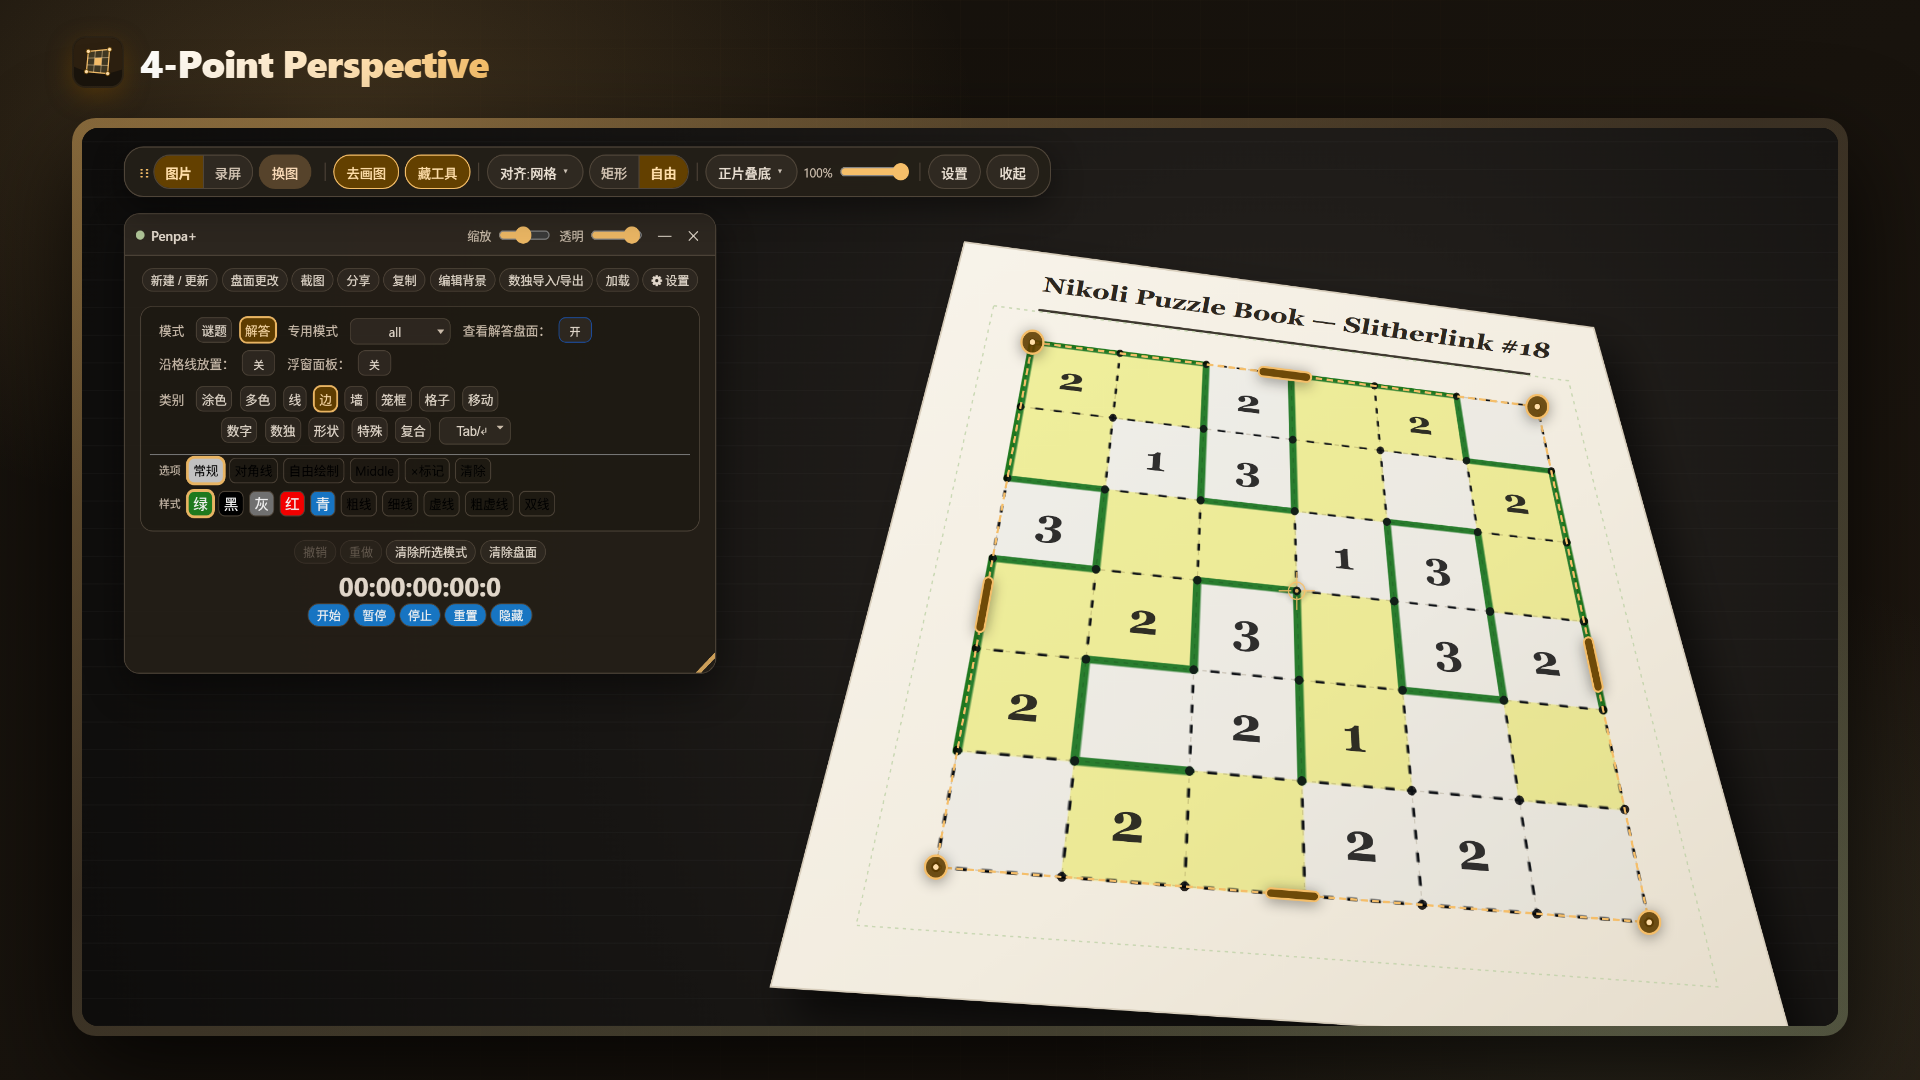 4-Point Perspective
图片 录屏 换图 去画图 藏工具 对齐:网格 矩形 自由 正片叠底 100% 设置 收起
Penpa+ 缩放 透明
新建 / 更新 盘面更改 截图 分享 复制 编辑背景 数独导入/导出 加载 设置
模式 谜题 解答 专用模式 all 查看解答盘面: 开
沿格线放置: 关 浮窗面板: 关
类别 涂色 多色 线 边 墙 笼框 格子 移动
数字 数独 形状 特殊 复合 Tab/↲
选项 常规 对角线 自由绘制 Middle ×标记 清除
样式 绿 黑 灰 红 青 粗线 细线 虚线 粗虚线 双线
撤销 重做 清除所选模式 清除盘面
00:00:00:00:0
开始 暂停 停止 重置 隐藏
Nikoli Puzzle Book — Slitherlink #18
2 2 2
1 3 2
3 1 3
2 3 3 2
2 2 1
2 2 2